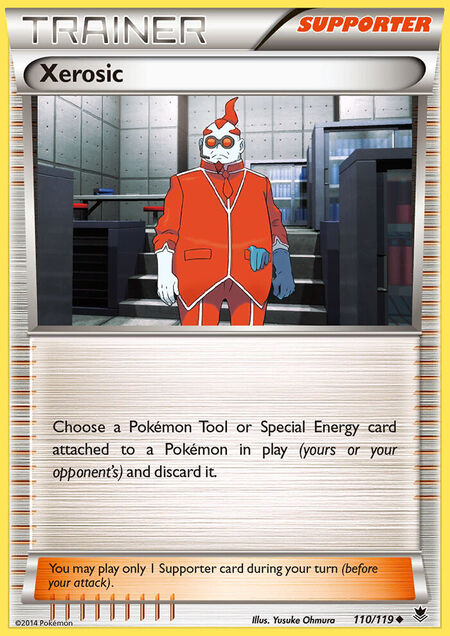 TRAINER
SUPPORTER
Xerosic
Choose a Pokémon Tool or Special Energy card
attached to a Pokémon in play (yours or your
opponent's) and discard it.
You may play only 1 Supporter card during your turn (before
your attack).
©2014 Pokémon
Illus. Yusuke Ohmura
110/119